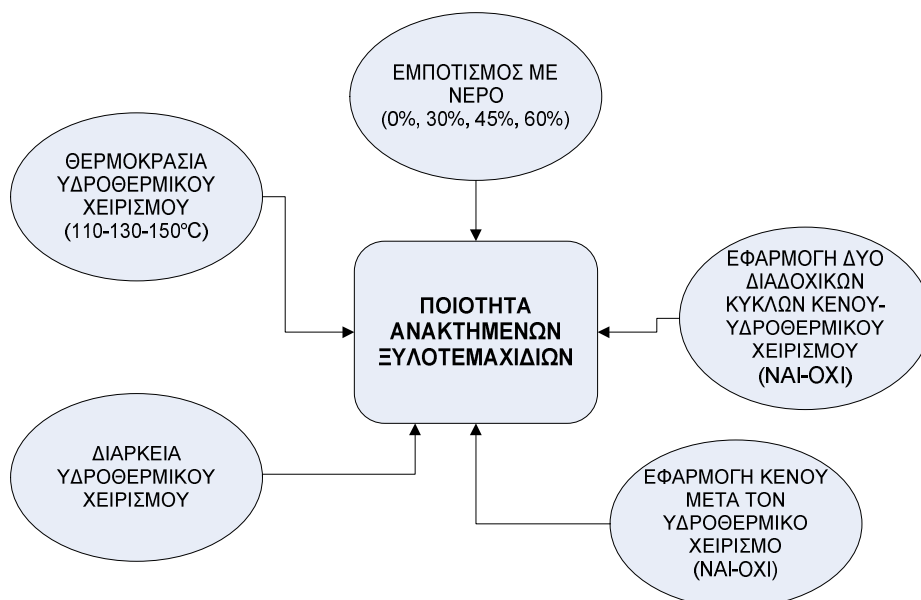 ΕΜΠΟΤΙΣΜΟΣ ΜΕ
ΝΕΡΟ
(0%, 30%, 45%, 60%)
ΘΕΡΜΟΚΡΑΣΙΑ
ΥΔΡΟΘΕΡΜΙΚΟΥ
ΧΕΙΡΙΣΜΟΥ
(110-130-150°C)
ΕΦΑΡΜΟΓΗ ΔΥΟ
ΔΙΑΔΟΧΙΚΩΝ
ΚΥΚΛΩΝ ΚΕΝΟΥ-
ΥΔΡΟΘΕΡΜΙΚΟΥ
ΧΕΙΡΙΣΜΟΥ
(ΝΑΙ-ΟΧΙ)
ΠΟΙΟΤΗΤΑ
ΑΝΑΚΤΗΜΕΝΩΝ
ΞΥΛΟΤΕΜΑΧΙΔΙΩΝ
ΔΙΑΡΚΕΙΑ
ΥΔΡΟΘΕΡΜΙΚΟΥ
ΧΕΙΡΙΣΜΟΥ
ΕΦΑΡΜΟΓΗ ΚΕΝΟΥ
ΜΕΤΑ ΤΟΝ
ΥΔΡΟΘΕΡΜΙΚΟ
ΧΕΙΡΙΣΜΟ
(ΝΑΙ-ΟΧΙ)